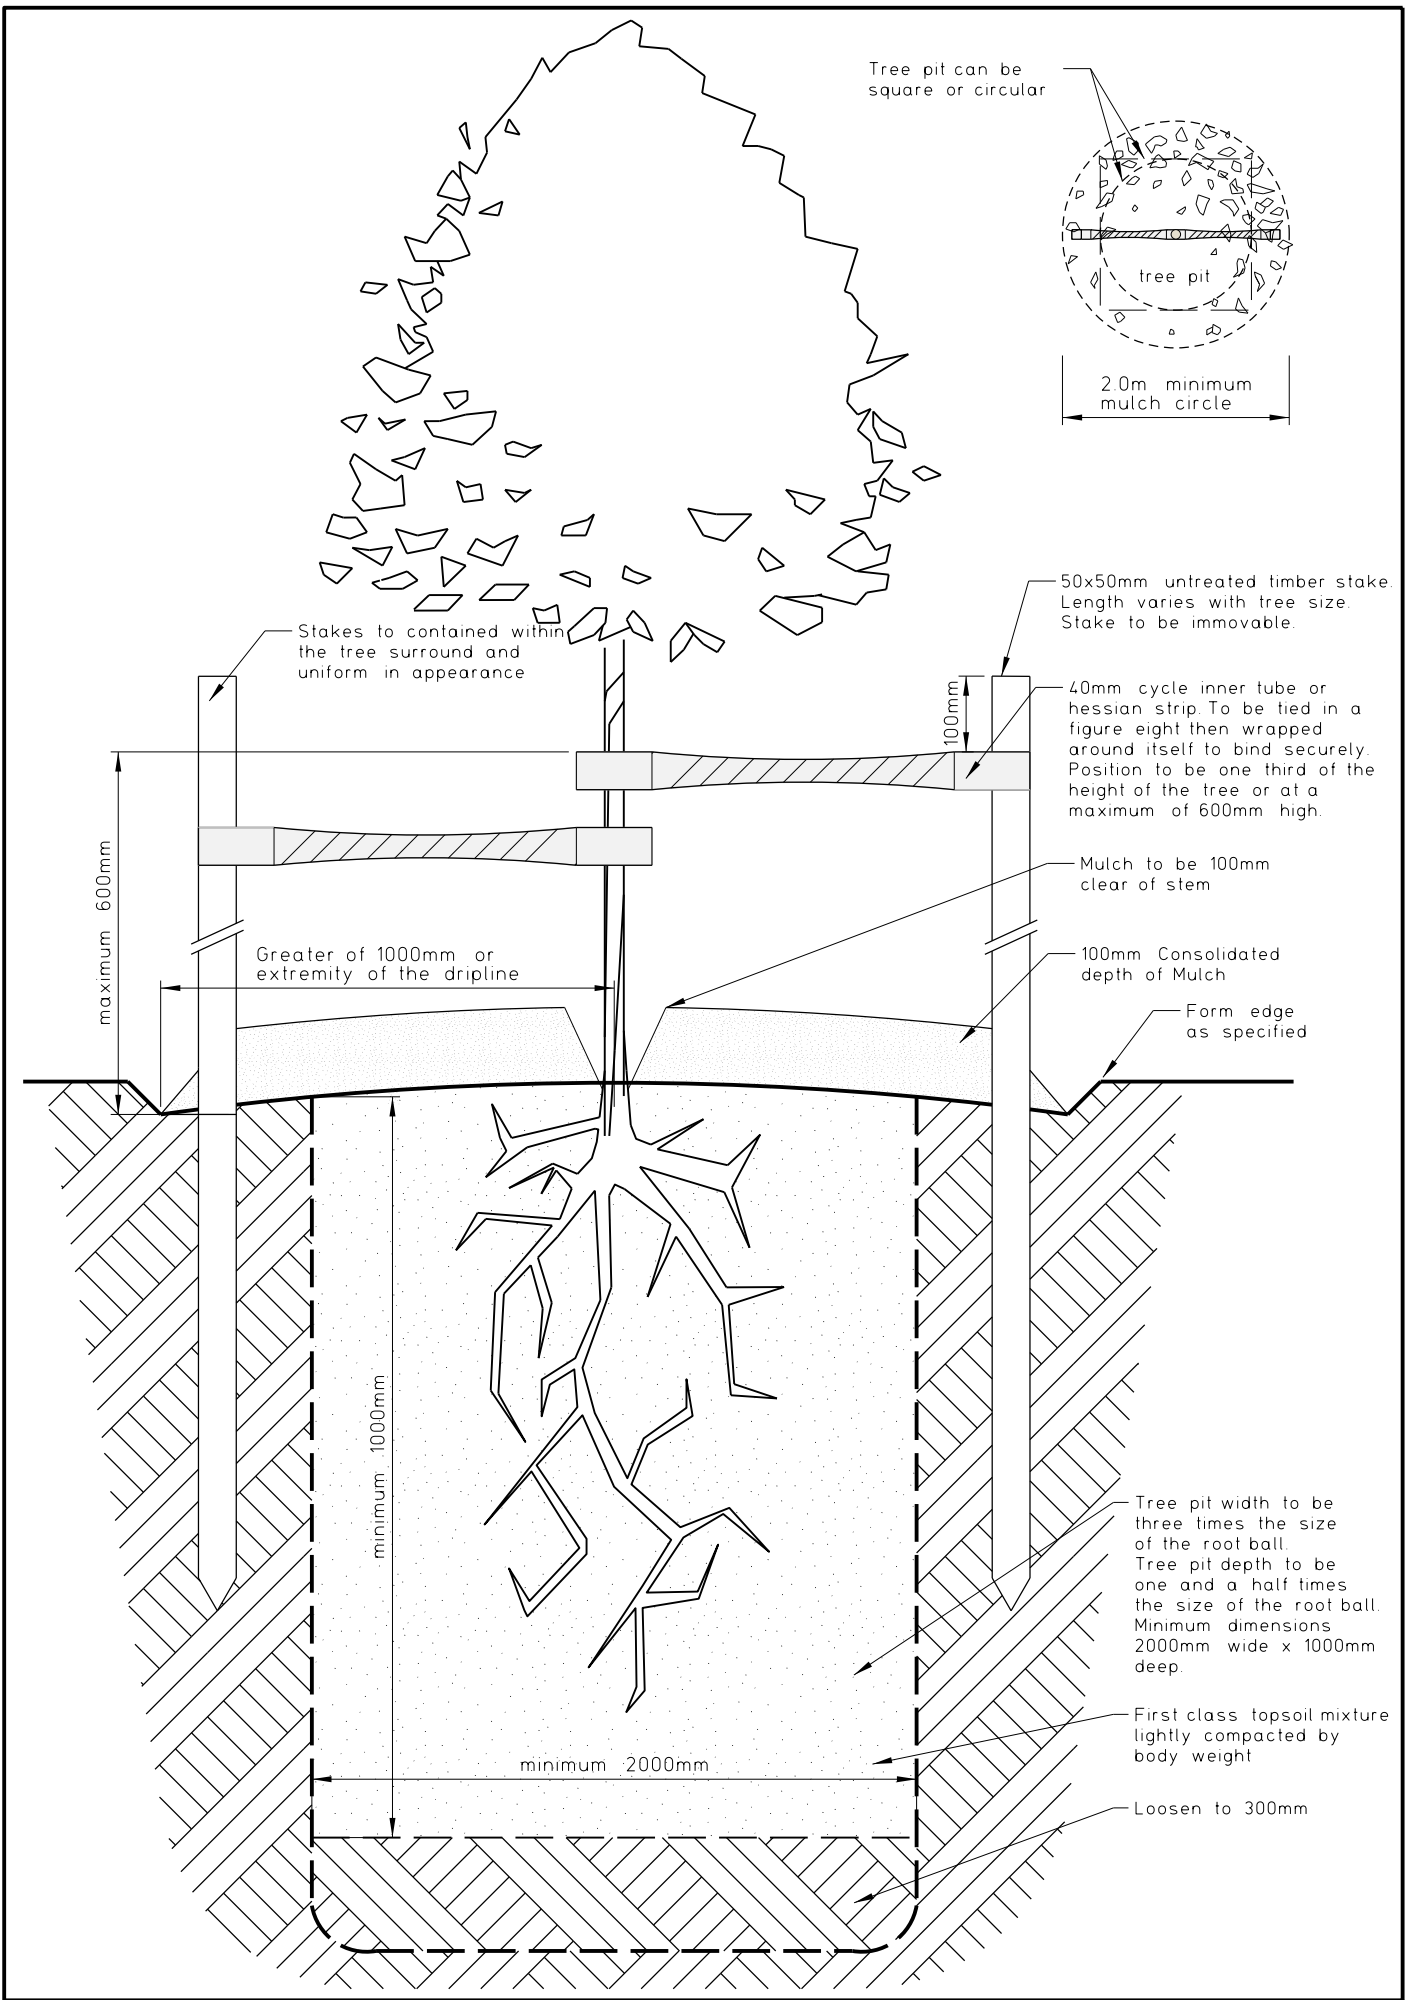 Tree pit can be
square or circular
tree pit
2.0m minimum
mulch circle
50x50mm untreated timber stake.
Length varies with tree size.
Stake to be immovable.
Stakes to contained within
the tree surround and
uniform in appearance
100mm
40mm cycle inner tube or
hessian strip. To be tied in a
figure eight then wrapped
around itself to bind securely.
Position to be one third of the
height of the tree or at a
maximum of 600mm high.
maximum 600mm
Mulch to be 100mm
clear of stem
Greater of 1000mm or
extremity of the dripline
100mm Consolidated
depth of Mulch
Form edge
as specified
minimum 1000mm
Tree pit width to be
three times the size
of the root ball.
Tree pit depth to be
one and a half times
the size of the root ball.
Minimum dimensions
2000mm wide x 1000mm
deep.
First class topsoil mixture
lightly compacted by
body weight
minimum 2000mm
Loosen to 300mm